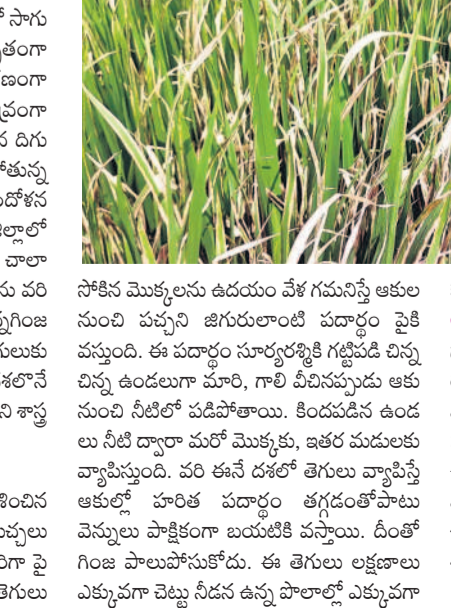 సాగు
దిగు
చాలా
ను వరి
శాస్త్ర
తెగులు
సోకిన మొక్కలను ఉదయం వేళ గమనిస్తే ఆకుల
నుంచి పచ్చని జిగురులాంటి పదార్థం పైకి
వస్తుంది. ఈ పదార్థం సూర్యరశ్మికి గట్టిపడి చిన్న
చిన్న ఉండలుగా మారి, గాలి వీచినప్పుడు ఆకు
నుంచి నీటిలో పడిపోతాయి. కిందపడిన ఉండ
లు నీటి ద్వారా మరో మొక్కకు, ఇతర మడులకు
వ్యాపిస్తుంది. వరి ఈనే దశలో తెగులు వ్యాపిస్తే
ఆకుల్లో హరిత పదార్థం తగ్గడంతోపాటు
వెన్నులు పాక్షికంగా బయటికి వస్తాయి. దీంతో
గింజ పాలుపోసుకోదు. ఈ తెగులు లక్షణాలు
ఎక్కువగా చెట్టు నీడన ఉన్న పొలాల్లో ఎక్కువగా